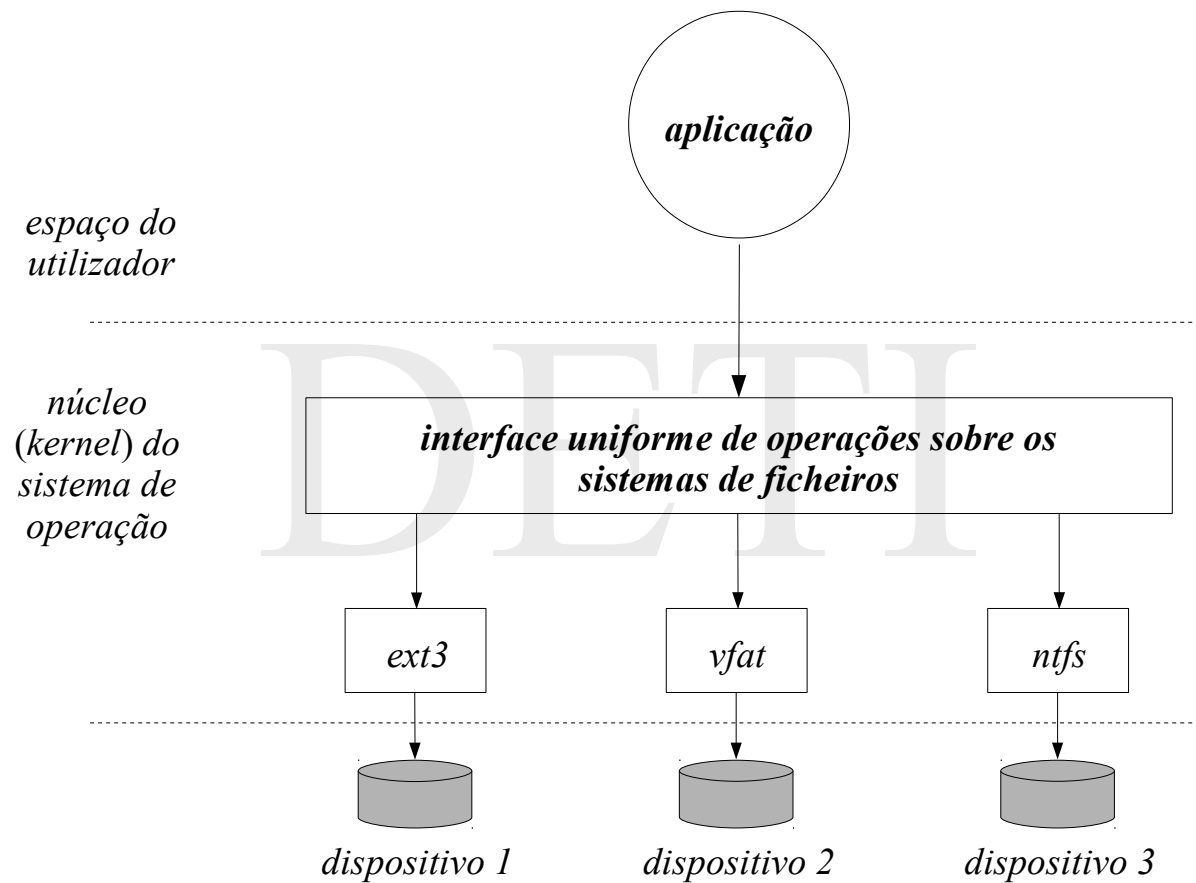 aplicação
espaço do
utilizador
DETI
núcleo
(kernel) do
sistema de
operação
interface uniforme de operações sobre os
sistemas de ficheiros
ext3
vfat
ntfs
dispositivo 1
dispositivo 2
dispositivo 3